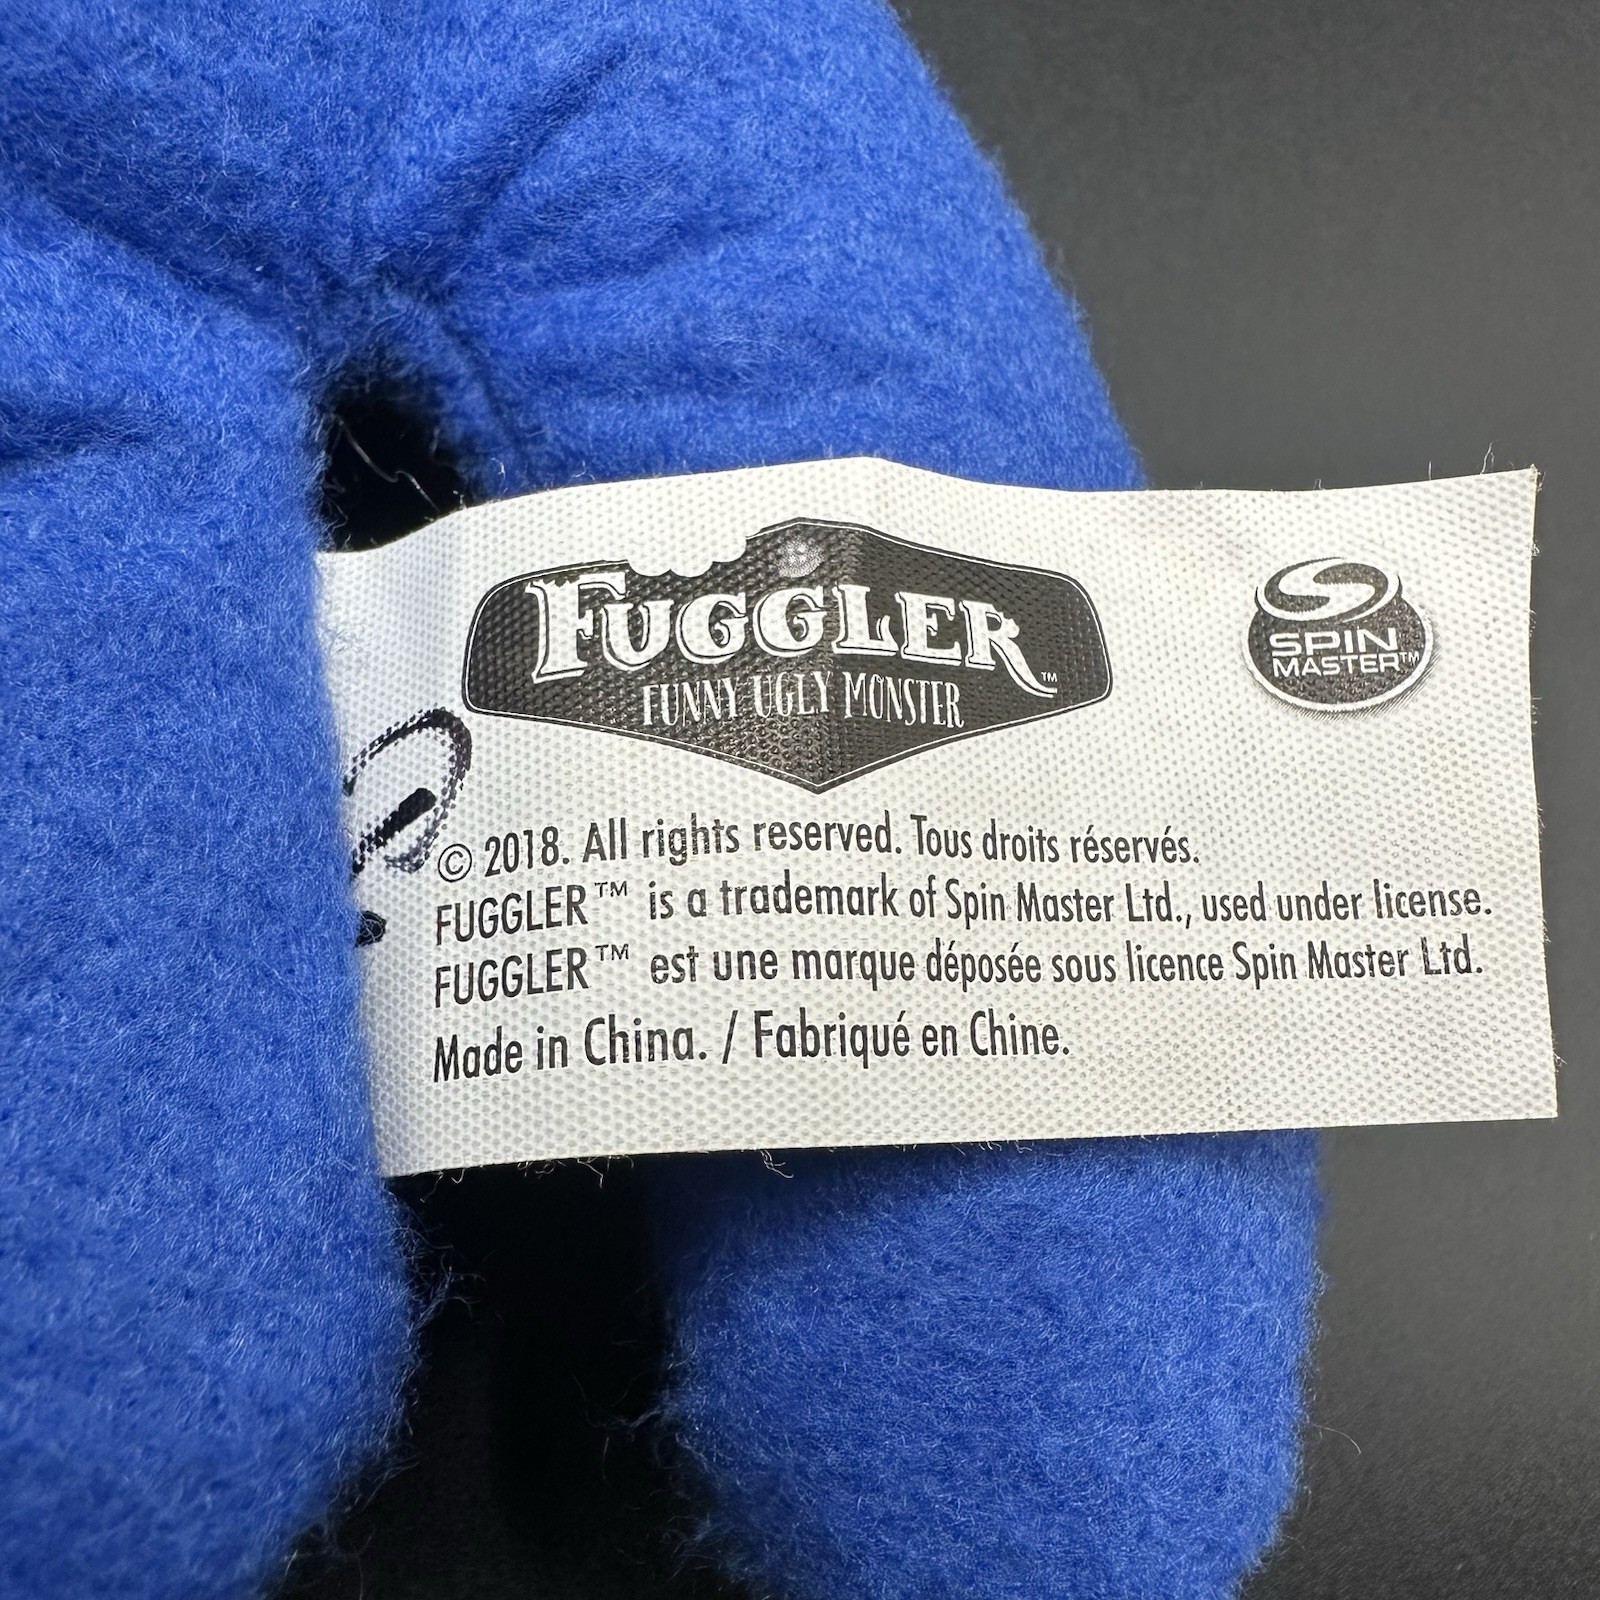 FUGGLER™
FUNNY UGLY MONSTER
SPIN
MASTER™
© 2018. All rights reserved. Tous droits réservés.
FUGGLER™ is a trademark of Spin Master Ltd., used under license.
FUGGLER™ est une marque déposée sous licence Spin Master Ltd.
Made in China. / Fabriqué en Chine.